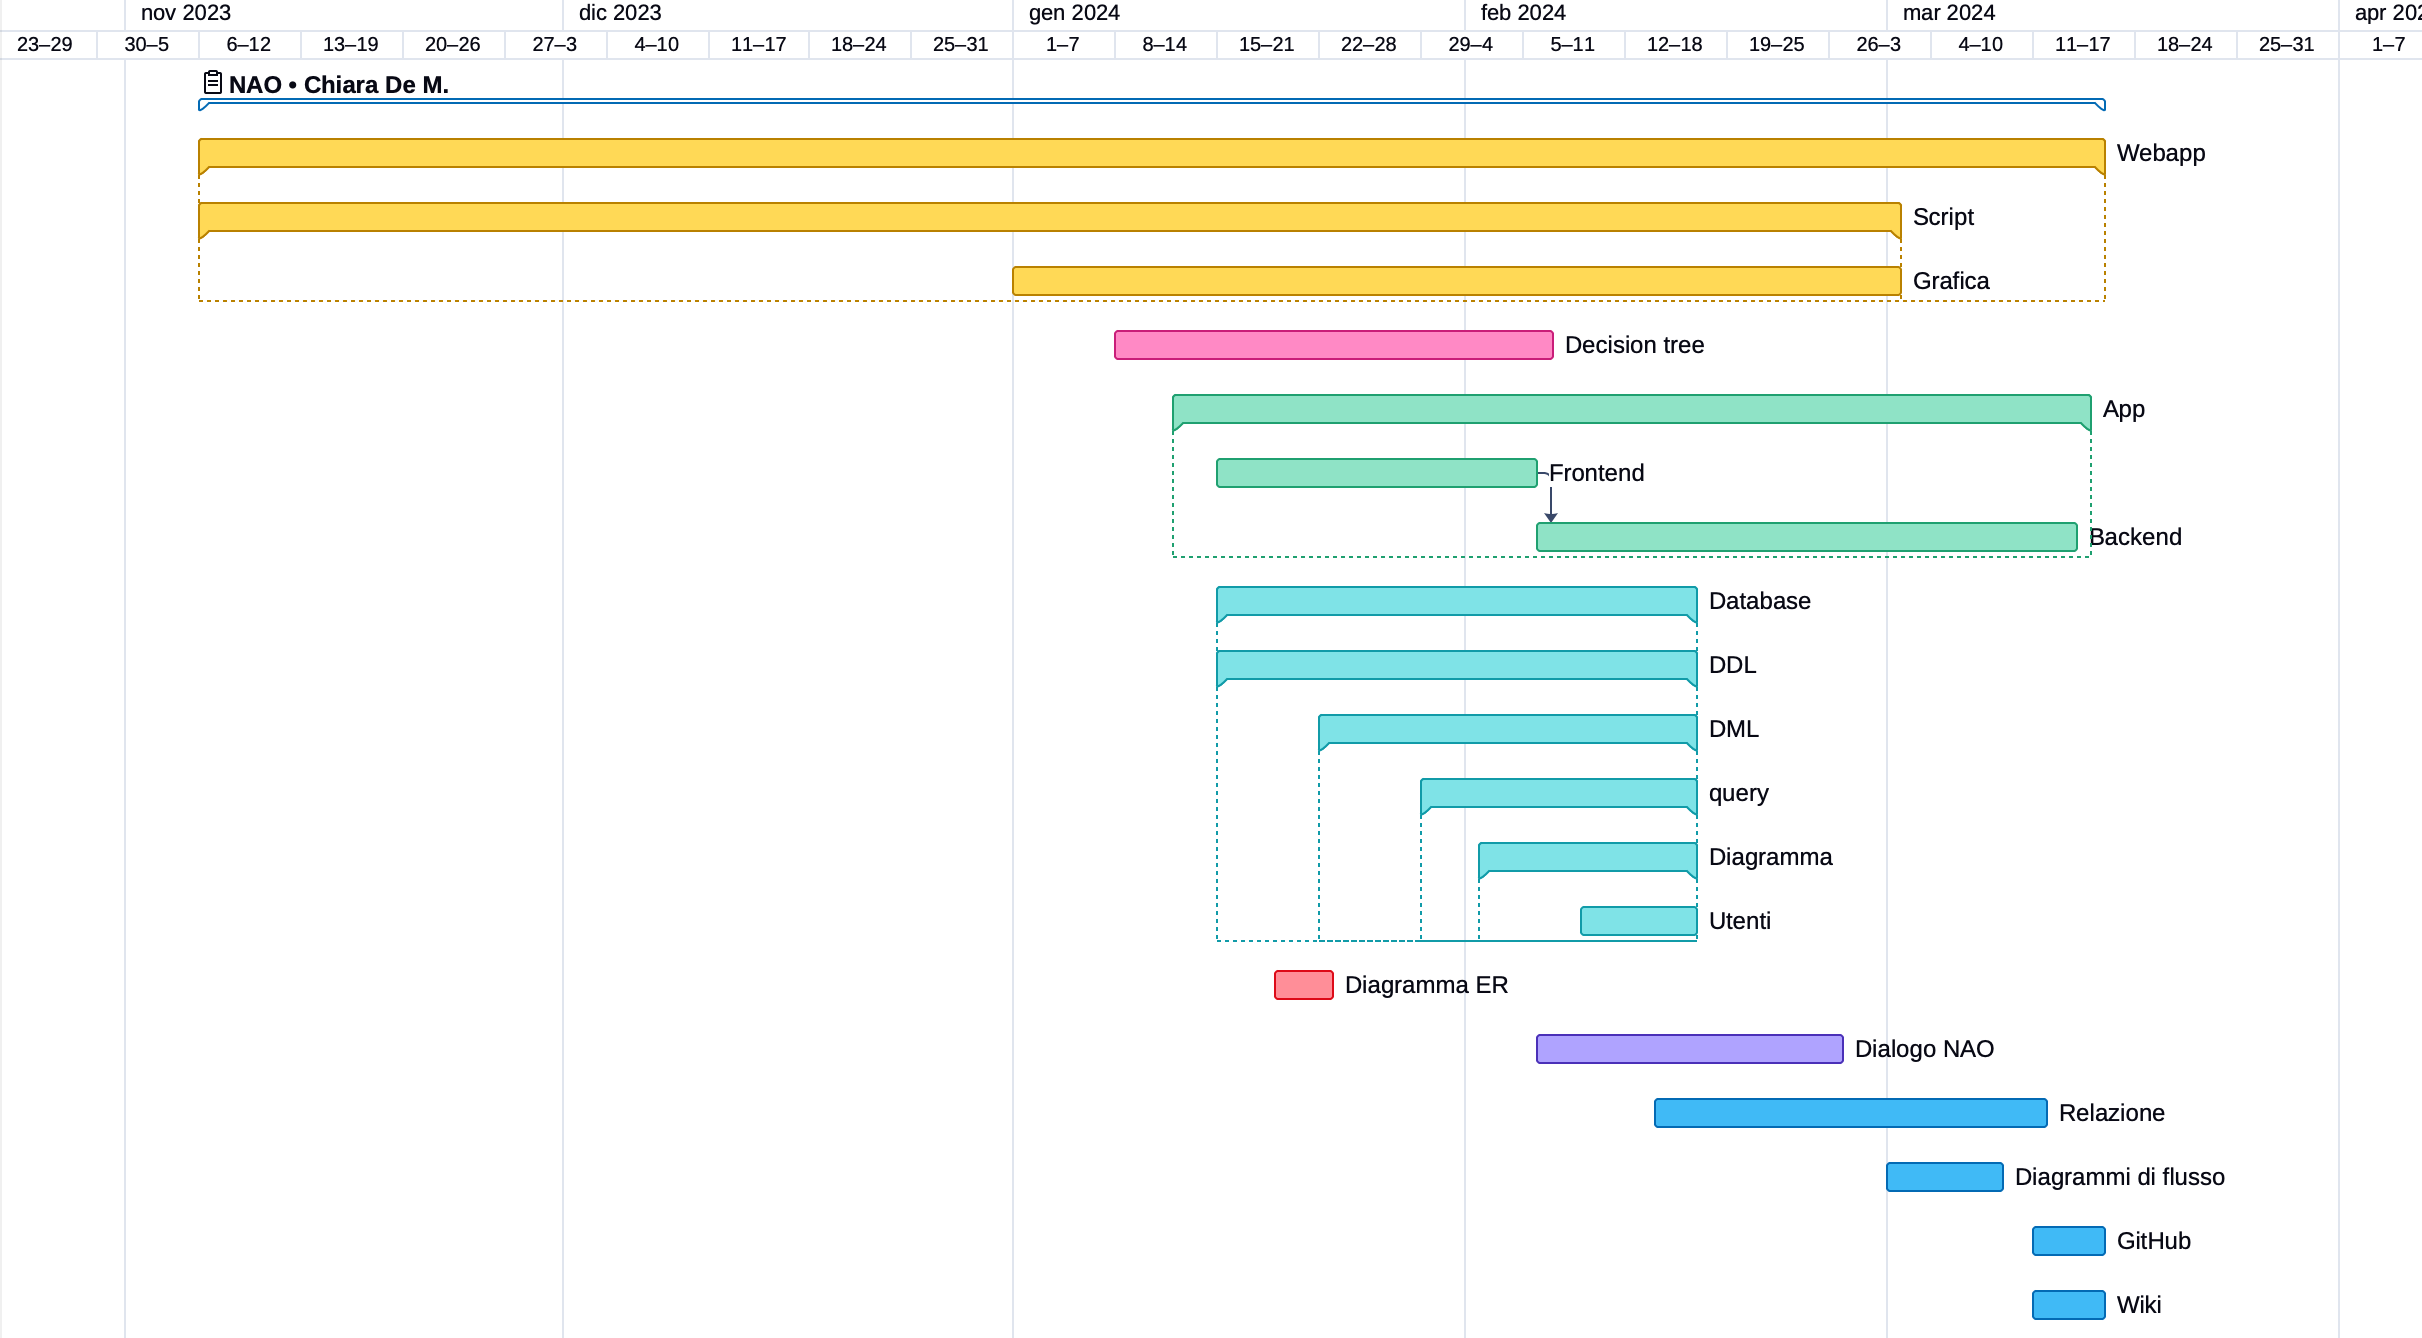 nov 2023 dic 2023 gen 2024 feb 2024 mar 2024 apr 202
23–29 30–5 6–12 13–19 20–26 27–3 4–10 11–17 18–24 25–31 1–7 8–14 15–21 22–28 29–4 5–11 12–18 19–25 26–3 4–10 11–17 18–24 25–31 1–7
NAO • Chiara De M.
Webapp
Script
Grafica
Decision tree
App
Frontend
Backend
Database
DDL
DML
query
Diagramma
Utenti
Diagramma ER
Dialogo NAO
Relazione
Diagrammi di flusso
GitHub
Wiki